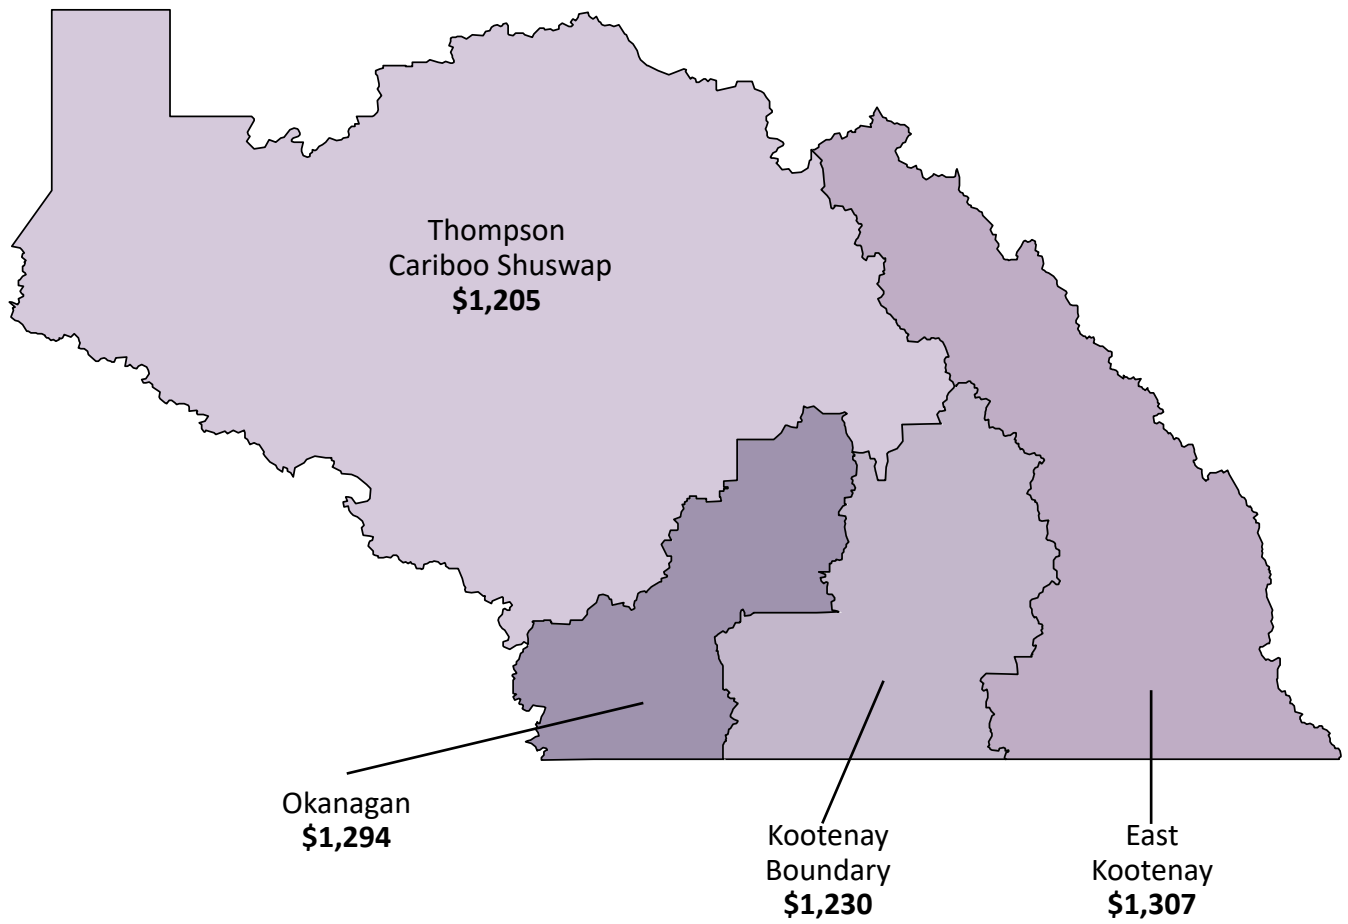 Thompson
Cariboo Shuswap
$1,205
Okanagan
$1,294
Kootenay
Boundary
$1,230
East
Kootenay
$1,307